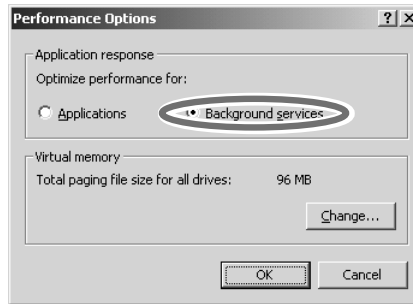 Performance Options
Application response
Optimize performance for:
Applications
Background services
Virtual memory
Total paging file size for all drives: 96 MB
Change...
OK
Cancel